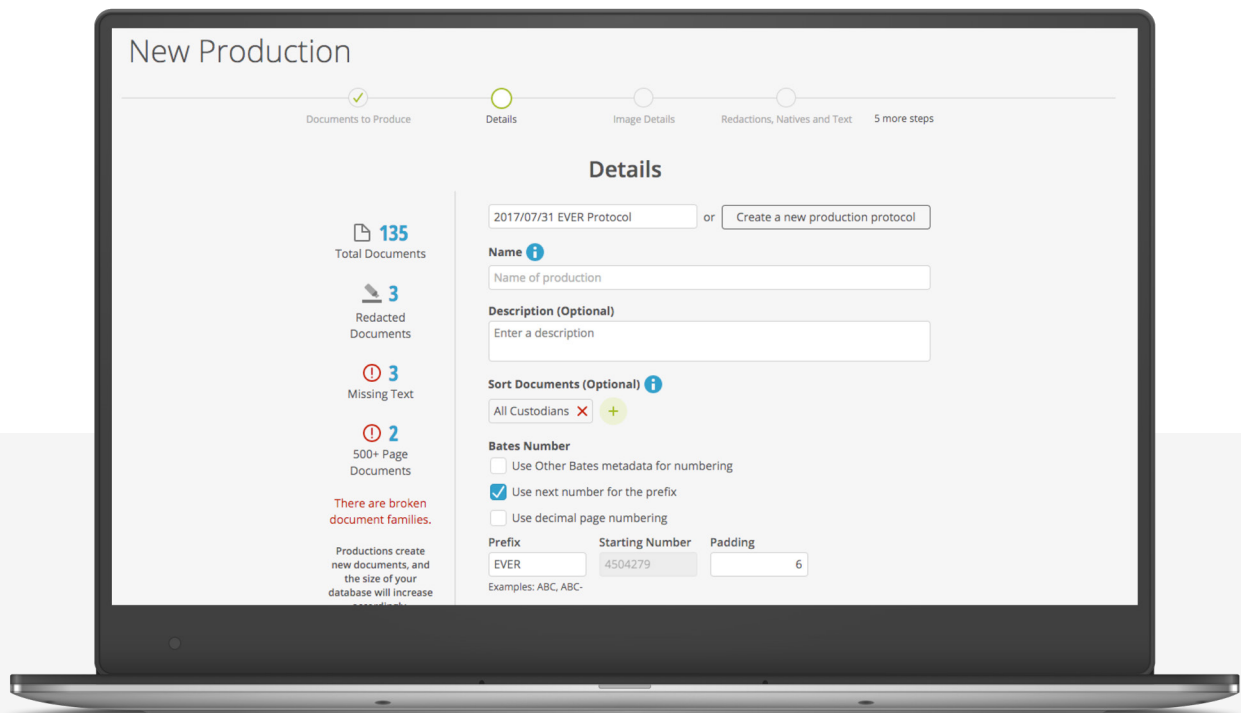 New Production
Documents to Produce
Details
Image Details
Redactions, Natives and Text
5 more steps
Details
135
Total Documents
3
Redacted
Documents
3
Missing Text
2
500+ Page
Documents
There are broken
document families.
Productions create
new documents, and
the size of your
database will increase
accordingly
2017/07/31 EVER Protocol
or
Create a new production protocol
Name
Name of production
Description (Optional)
Enter a description
Sort Documents (Optional)
All Custodians
Bates Number
Use Other Bates metadata for numbering
Use next number for the prefix
Use decimal page numbering
Prefix Starting Number Padding
EVER 4504279 6
Examples: ABC, ABC-